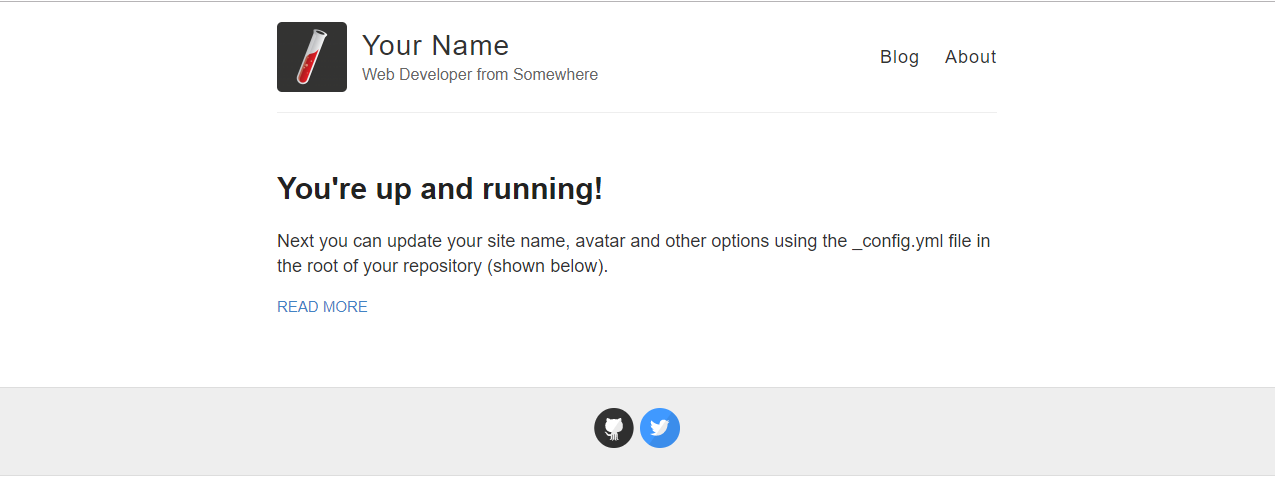 Your Name
Web Developer from Somewhere
Blog About
You're up and running!
Next you can update your site name, avatar and other options using the _config.yml file in
the root of your repository (shown below).
READ MORE